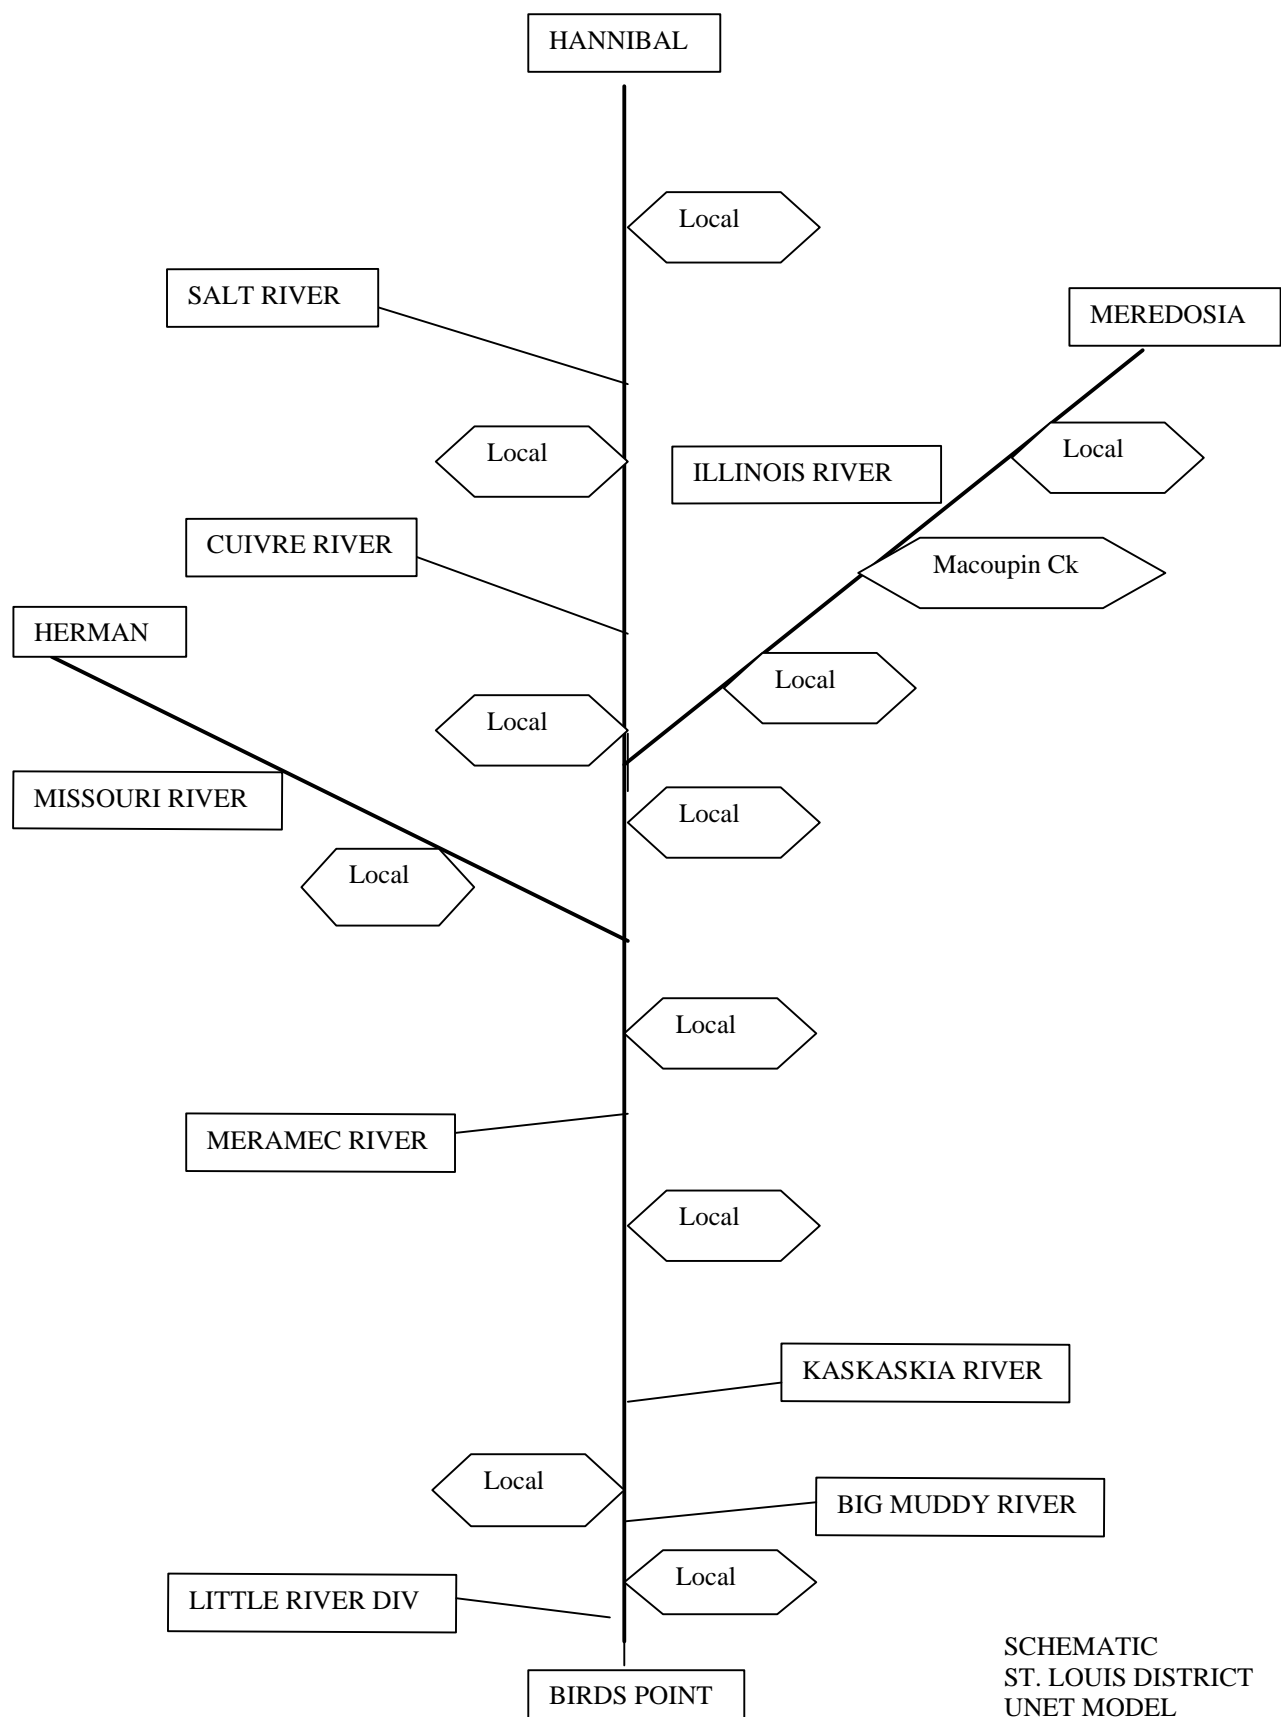 HANNIBAL
Local
SALT RIVER
MEREDOSIA
Local
Local
ILLINOIS RIVER
CUIVRE RIVER
Macoupin Ck
HERMAN
Local
Local
MISSOURI RIVER
Local
Local
Local
MERAMEC RIVER
Local
KASKASKIA RIVER
Local
BIG MUDDY RIVER
Local
LITTLE RIVER DIV
BIRDS POINT
SCHEMATIC
ST. LOUIS DISTRICT
UNET MODEL